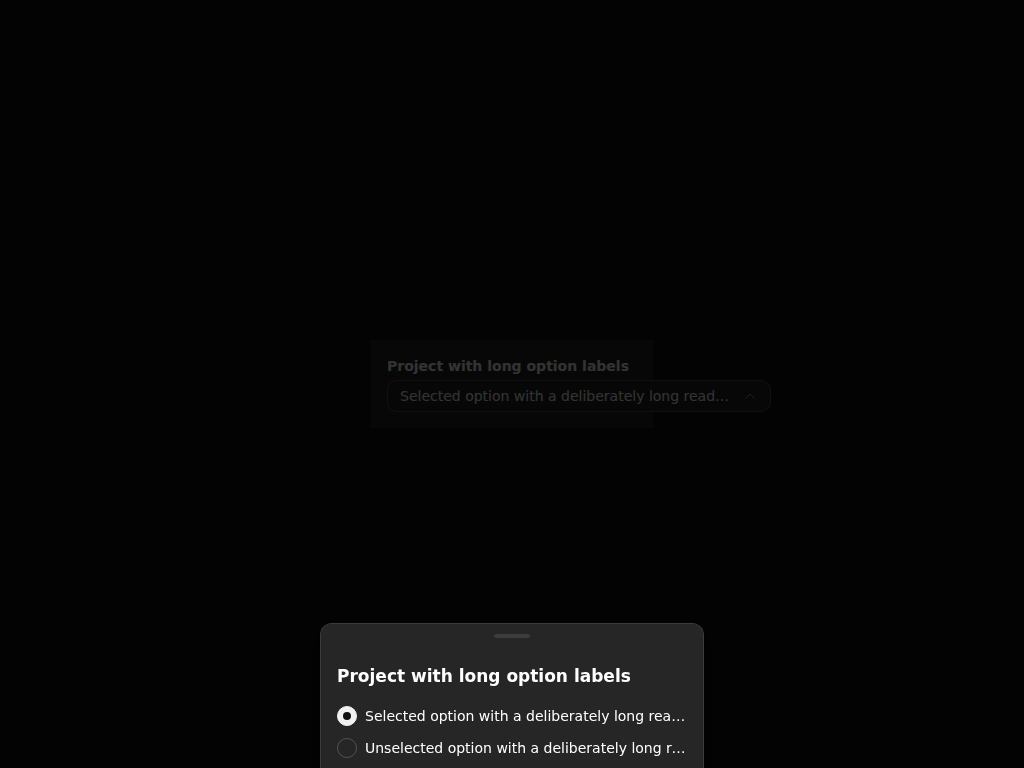 Project with long option labels
Selected option with a deliberately long read…
Project with long option labels
Selected option with a deliberately long rea…
Unselected option with a deliberately long r…